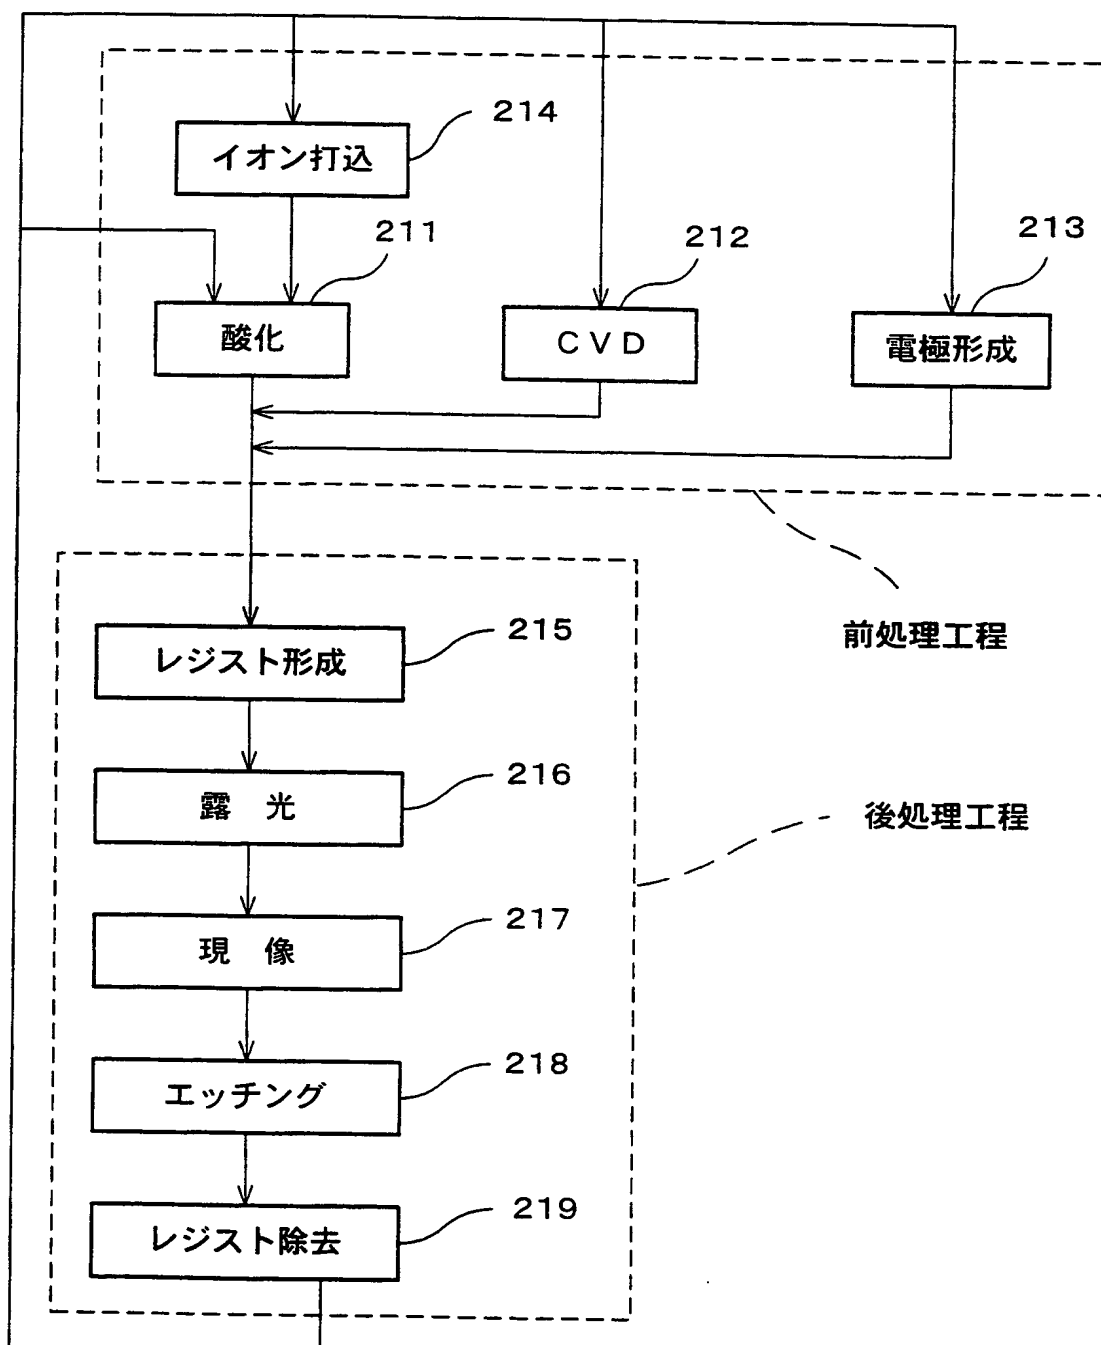 214
イオン打込
211
212
213
酸化
CVD
電極形成
215
レジスト形成
前処理工程
216
露 光
後処理工程
217
現 像
218
エッチング
219
レジスト除去